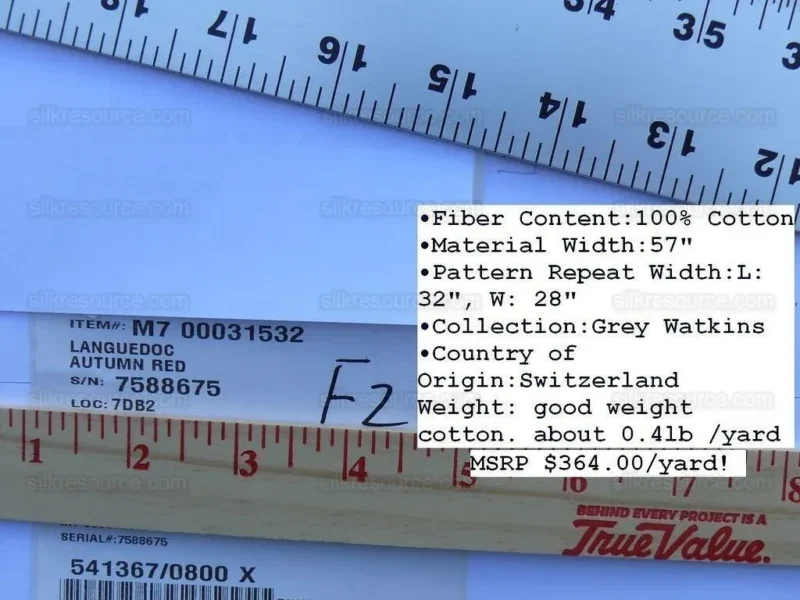 18
17
16
15
14
13
12
34
35
3
silkresource.com
•Fiber Content:100% Cotton
•Material Width:57"
•Pattern Repeat Width:L:
32", W: 28"
•Collection:Grey Watkins
•Country of
Origin:Switzerland
Weight: good weight
cotton. about 0.4lb /yard
MSRP $364.00/yard!
ITEM#: M7 00031532
LANGUEDOC
AUTUMN RED
S/N: 7588675
LOC: 7DB2
F2
1 2 3 4 5 6 7 8
BEHIND EVERY PROJECT IS A
True Value.
SERIAL#:7588675
541367/0800 X